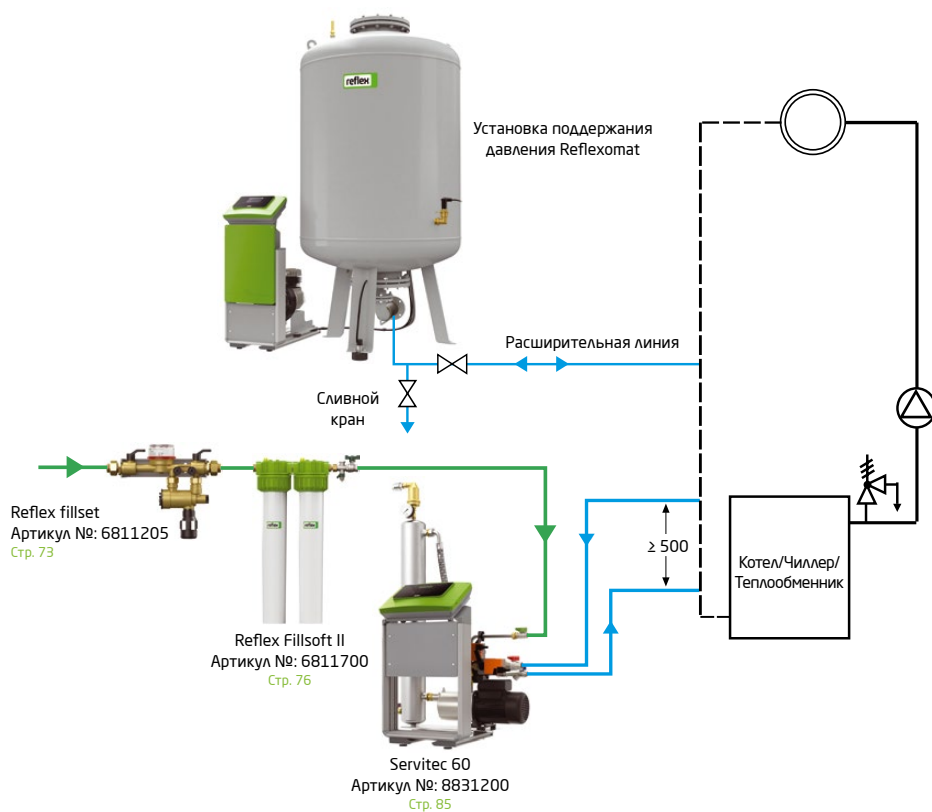 reflex
Установка поддержания
давления Reflexomat
Расширительная линия
Сливной
кран
Reflex fillset
Артикул №: 6811205
Стр. 73
reflex
Reflex Fillsoft II
Артикул №: 6811700
Стр. 76
≥ 500
Котел/Чиллер/
Теплообменник
Servitec 60
Артикул №: 8831200
Стр. 85